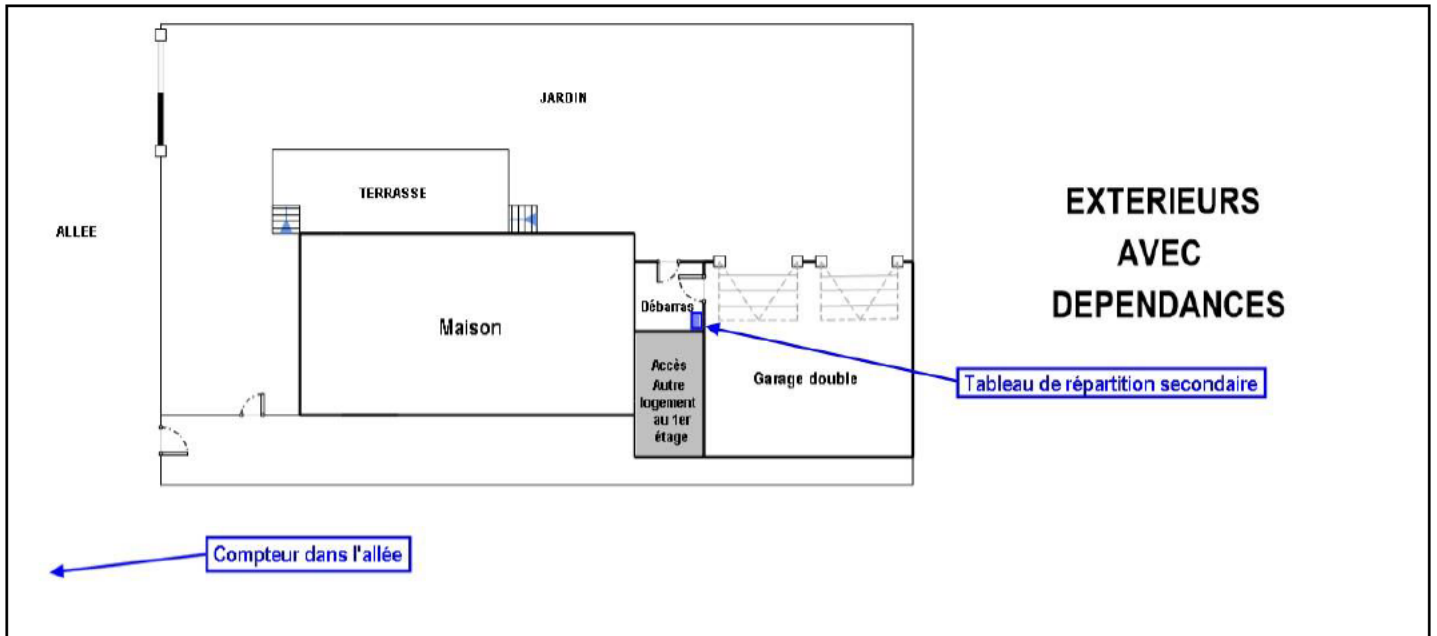 JARDIN
TERRASSE
ALLEE
EXTERIEURS
AVEC
DEPENDANCES
Débarras
Maison
Accès
Autre
logement
au 1er
étage
Garage double
Tableau de répartition secondaire
Compteur dans l'allée